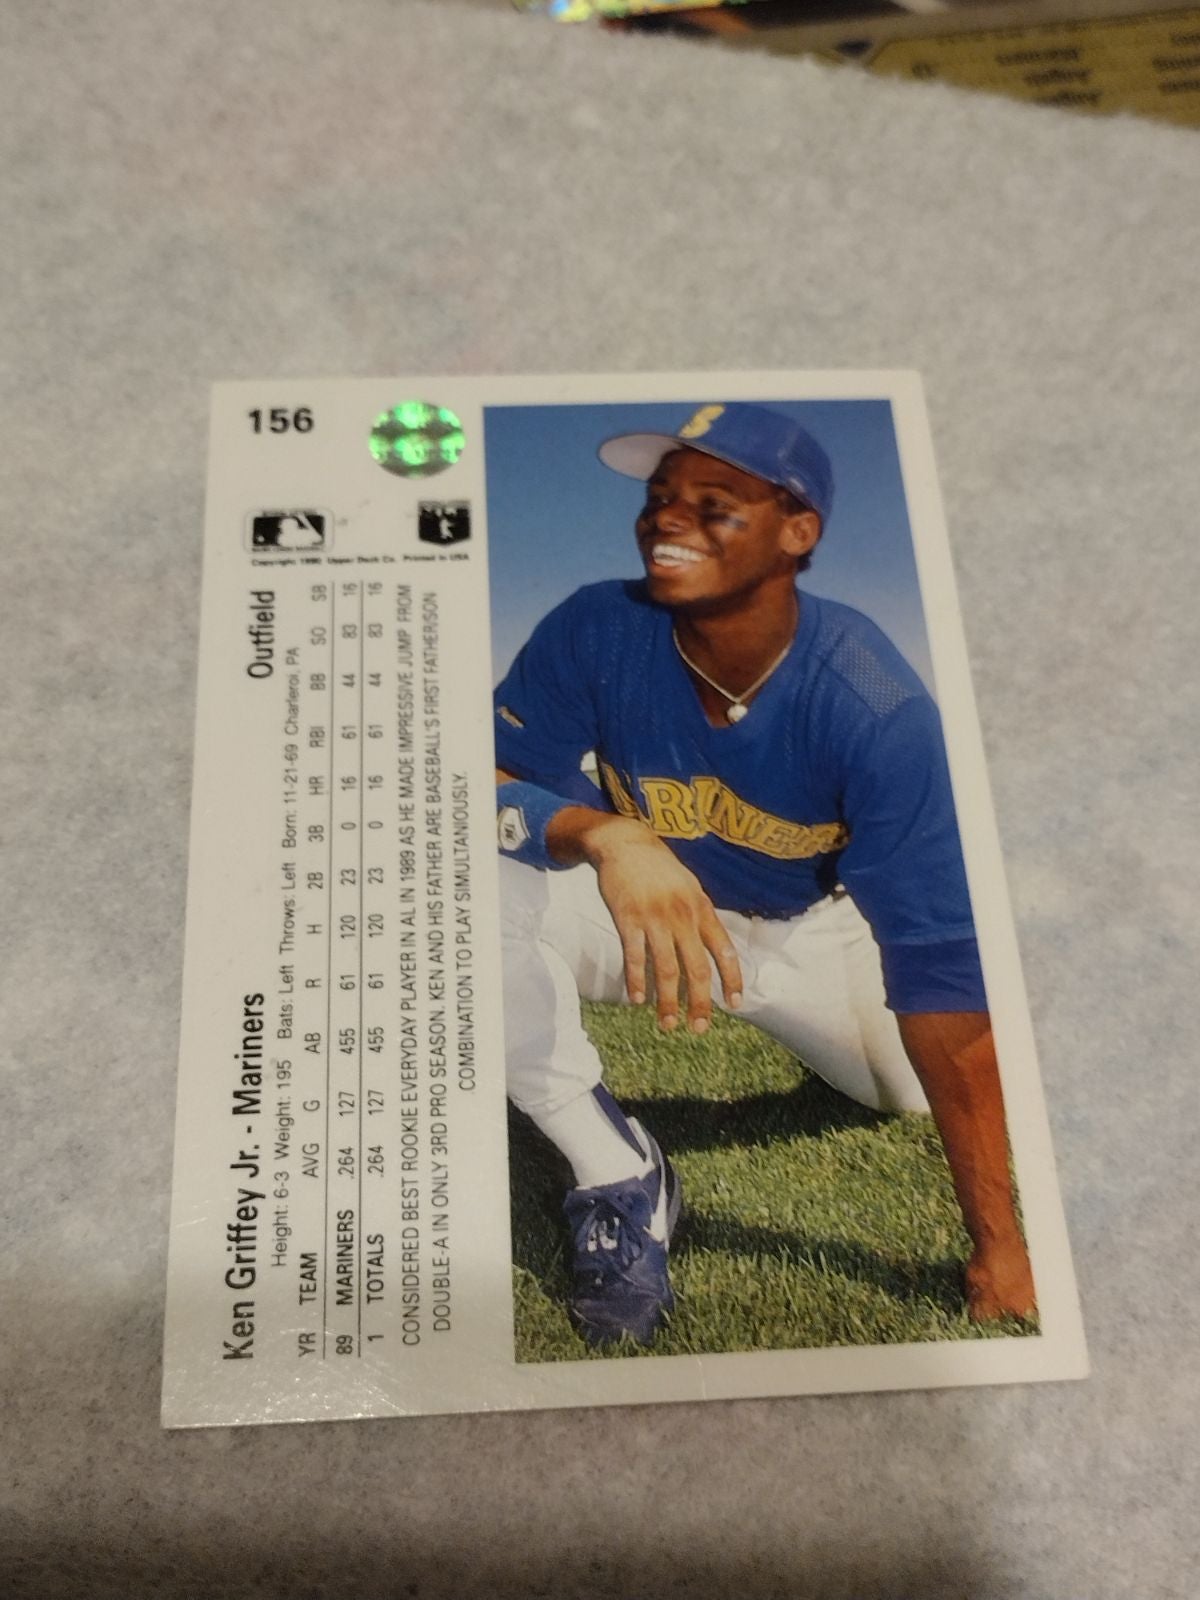 156
Copyright 1990 Upper Deck Co. Printed in USA
Ken Griffey Jr. - Mariners Outfield
Height: 6-3 Weight: 195 Bats: Left Throws: Left Born: 11-21-69 Charleroi, PA
YR TEAM AVG G AB R H 2B 3B HR RBI BB SO SB
89 MARINERS .264 127 455 61 120 23 0 16 61 44 83 16
1 TOTALS .264 127 455 61 120 23 0 16 61 44 83 16
CONSIDERED BEST ROOKIE EVERYDAY PLAYER IN AL IN 1989 AS HE MADE IMPRESSIVE JUMP FROM
DOUBLE-A IN ONLY 3RD PRO SEASON. KEN AND HIS FATHER ARE BASEBALL'S FIRST FATHER/SON
COMBINATION TO PLAY SIMULTANIOUSLY.
S
MARINERS